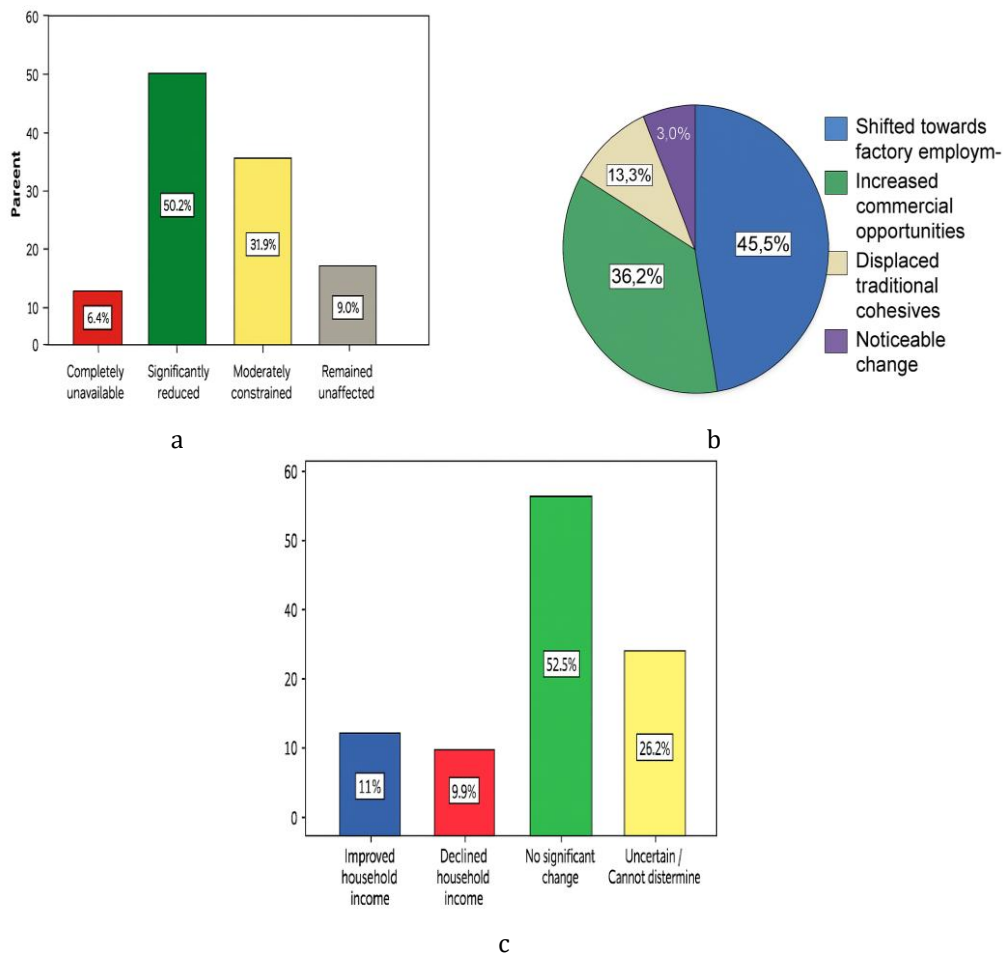 60
50
40
30
20
10
0
Pareent
6.4%
50.2%
31.9%
9.0%
Completely
unavailable
Significantly
reduced
Moderately
constrained
Remained
unaffected
a
3,0%
13,3%
36,2%
45,5%
Shifted towards
factory employm-
Increased
commercial
opportunities
Displaced
traditional
cohesives
Noticeable
change
b
60
50
40
20
10
0
11%
9.9%
52.5%
26.2%
Improved
household
income
Declined
household
income
No significant
change
Uncertain /
Cannot distermine
c